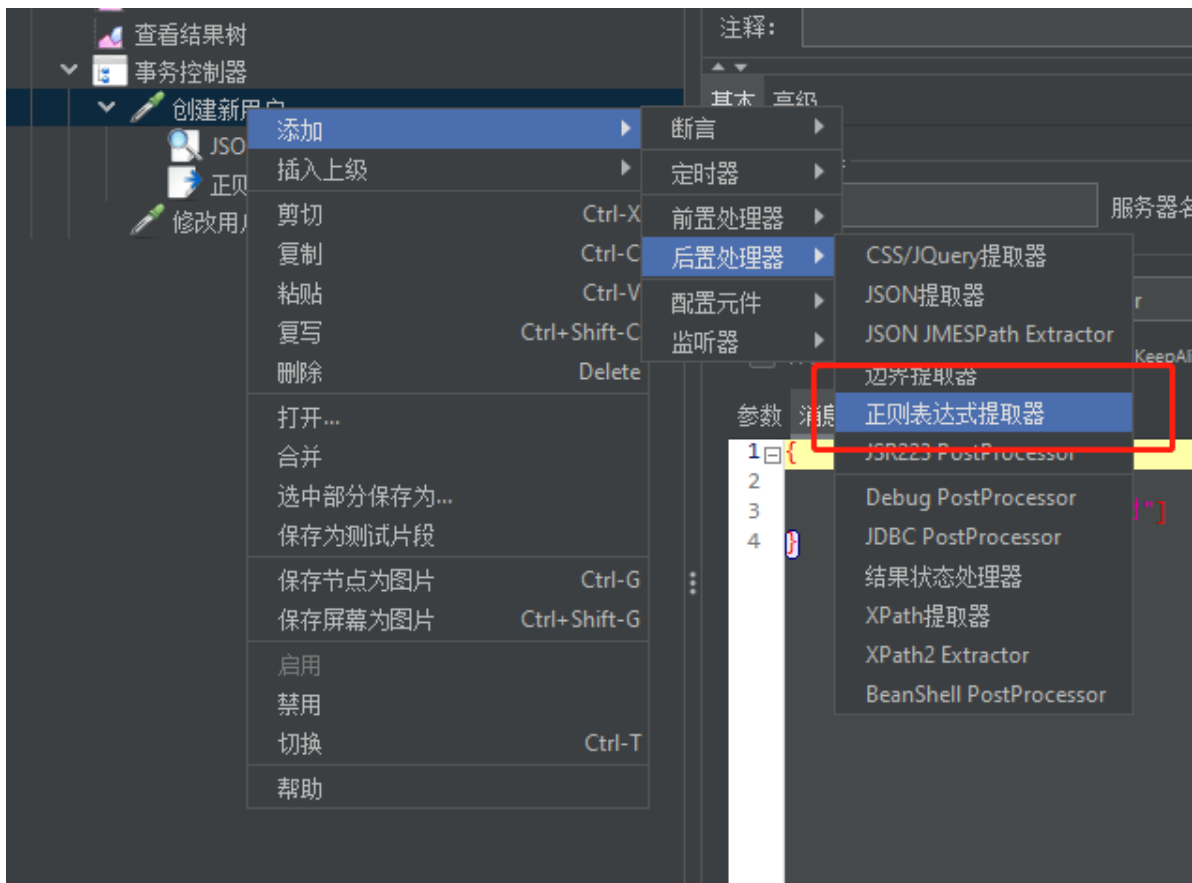 查看结果树
事务控制器
创建新用户
JSO
正则
修改用户
添加
插入上级
剪切 Ctrl-X
复制 Ctrl-C
粘贴 Ctrl-V
复写 Ctrl+Shift-C
删除 Delete
打开...
合并
选中部分保存为...
保存为测试片段
保存节点为图片 Ctrl-G
保存屏幕为图片 Ctrl+Shift-G
启用
禁用
切换 Ctrl-T
帮助
断言
定时器
前置处理器
后置处理器
配置元件
监听器
CSS/JQuery提取器
JSON提取器
JSON JMESPath Extractor
边界提取器
正则表达式提取器
JSR223 PostProcessor
Debug PostProcessor
JDBC PostProcessor
结果状态处理器
XPath提取器
XPath2 Extractor
BeanShell PostProcessor
注释:
基本 高级
服务器名
r
KeepAl
参数 消息
1 {
2
3 "]
4 }